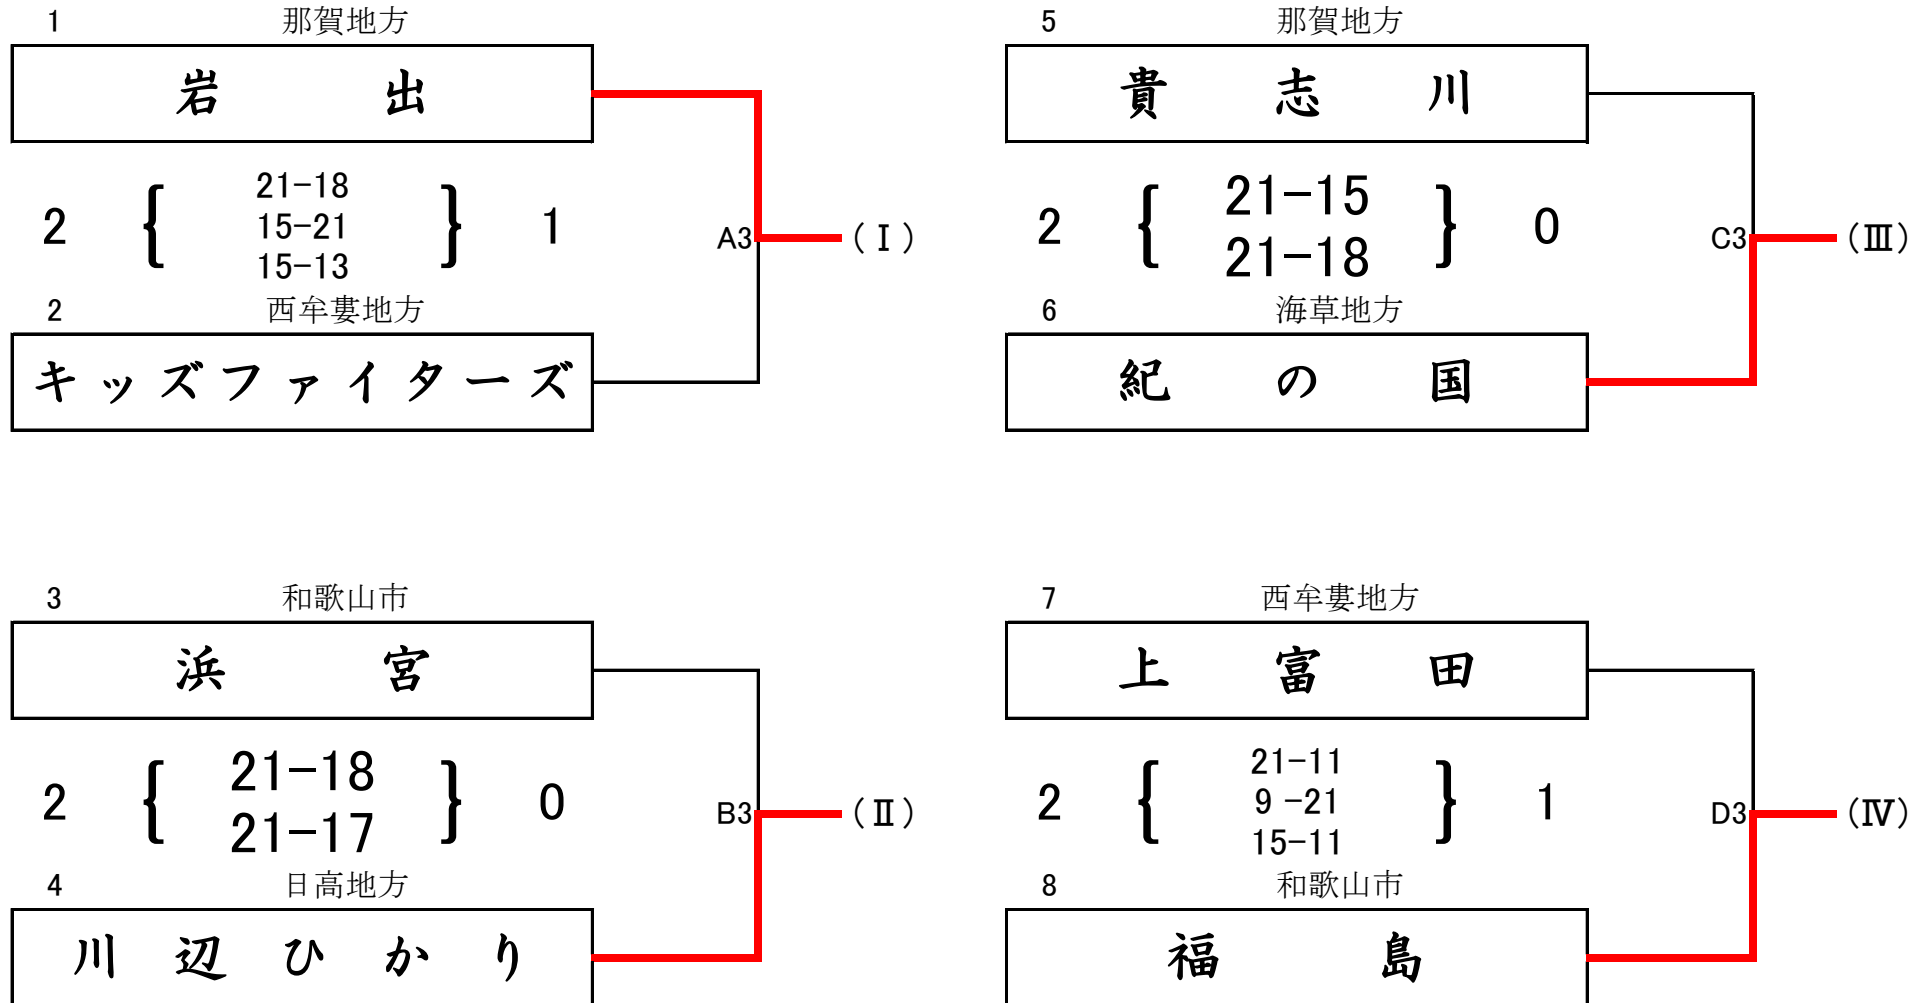 1 那賀地方
岩出
2 { 21-18 } 1
15-21
15-13
A3 (Ⅰ)
2 西牟婁地方
キッズファイターズ
3 和歌山市
浜宮
2 { 21-18 } 0
21-17
B3 (Ⅱ)
4 日高地方
川辺ひかり
5 那賀地方
貴志川
2 { 21-15 } 0
21-18
C3 (Ⅲ)
6 海草地方
紀の国
7 西牟婁地方
上富田
2 { 21-11 } 1
9 -21
15-11
D3 (Ⅳ)
8 和歌山市
福島